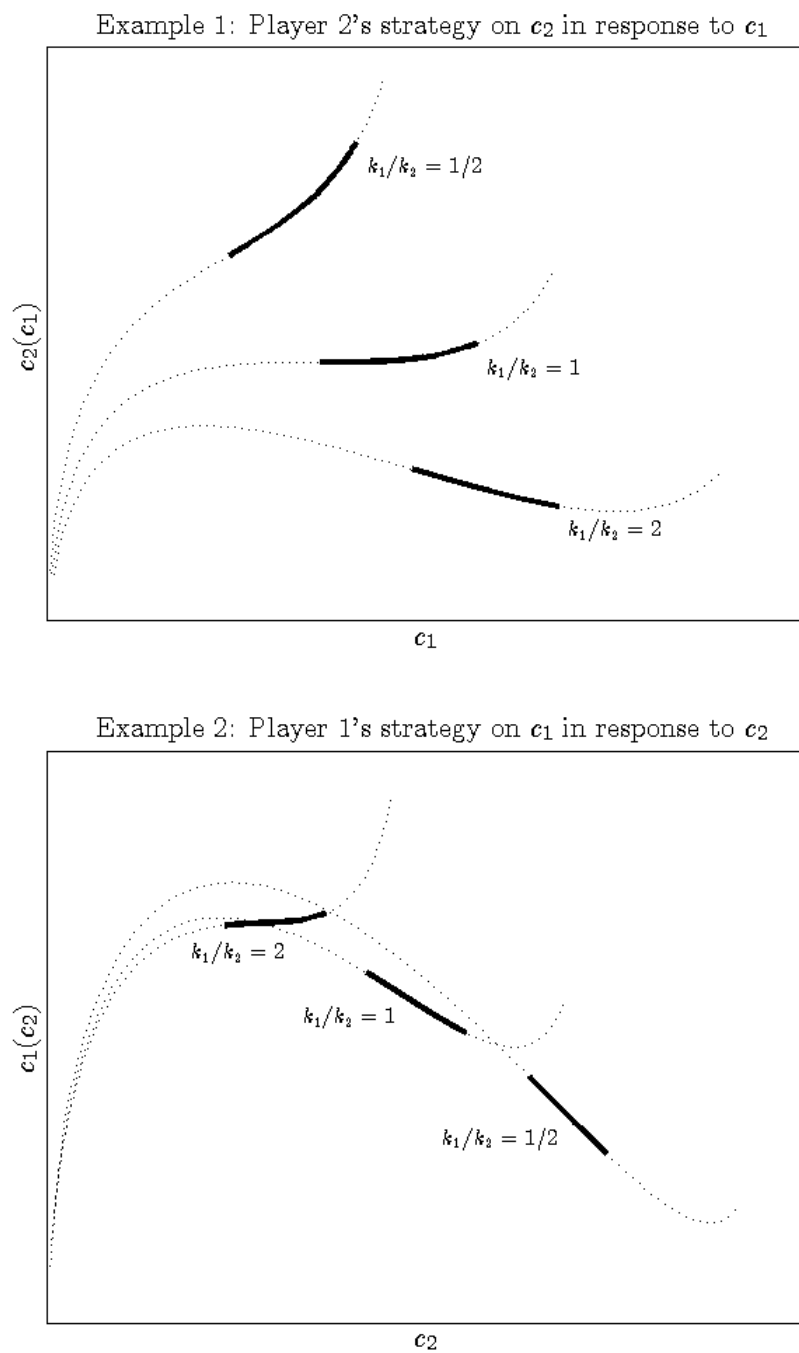 Example 1: Player 2's strategy on c₂ in response to c₁
k₁/k₂ = 1/2
c₂(c₁)
k₁/k₂ = 1
k₁/k₂ = 2
c₁
Example 2: Player 1's strategy on c₁ in response to c₂
k₁/k₂ = 2
k₁/k₂ = 1
c₁(c₂)
k₁/k₂ = 1/2
c₂